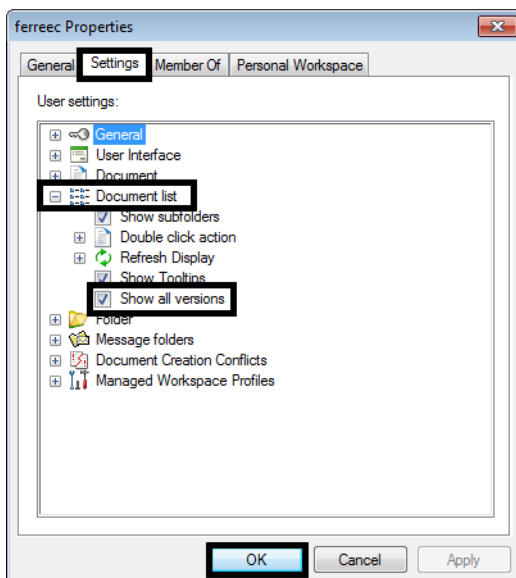 ferreec Properties
General Settings Member Of Personal Workspace
User settings:
General
User Interface
Document
Document list
Show subfolders
Double click action
Refresh Display
Show Tooltips
Show all versions
Folder
Message folders
Document Creation Conflicts
Managed Workspace Profiles
OK Cancel Apply